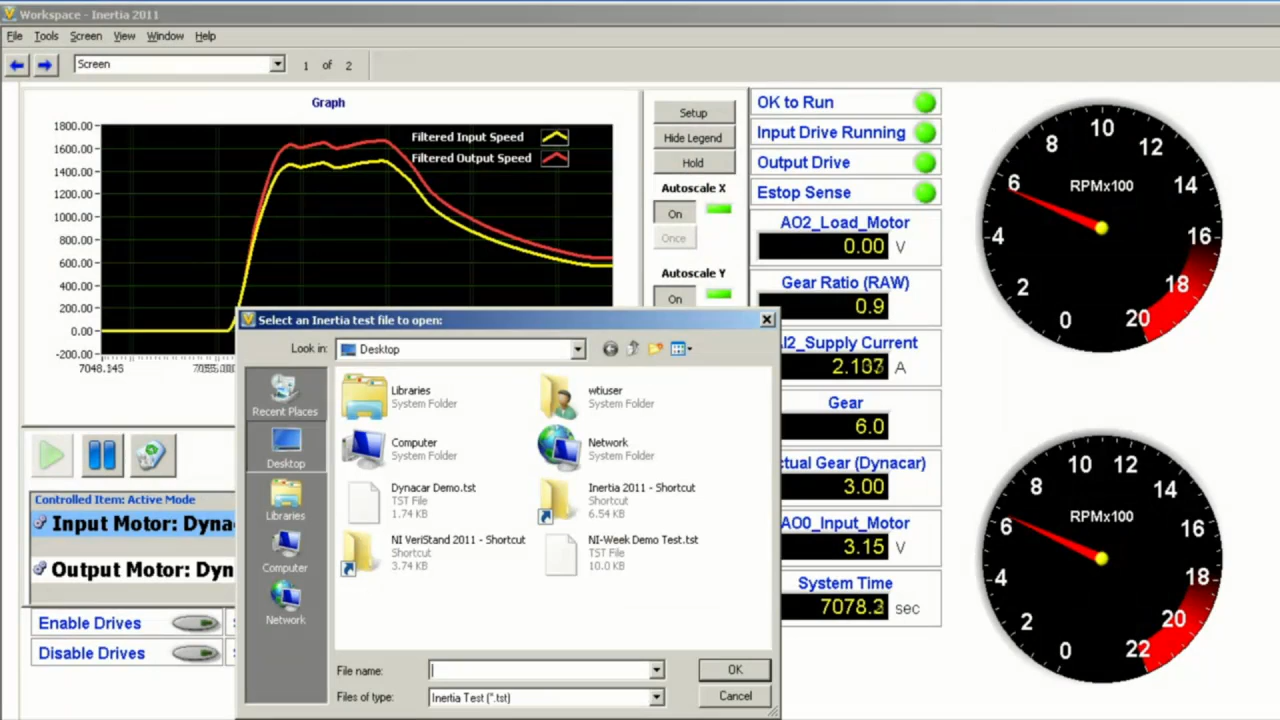 Workspace - Inertia 2011
File Tools Screen View Window Help
Screen
1 of 2
Graph
1800.00
1600.00
1400.00
1200.00
1000.00
800.00
600.00
400.00
200.00
0.00
-200.00
Filtered Input Speed
Filtered Output Speed
Setup
Hide Legend
Hold
Autoscale X
On
Once
Autoscale Y
On
OK to Run
Input Drive Running
Output Drive
Estop Sense
AO2_Load_Motor
0.00 V
Gear Ratio (RAW)
0.9
AI2_Supply Current
A
Gear
6.0
ctual Gear (Dynacar)
3.00
AO0_Input_Motor
3.15 V
System Time
sec
RPMx100
0 2 4 6 8 10 12 14 16 18 20
RPMx100
0 2 4 6 8 10 12 14 16 18 20 22
Controlled Item: Active Mode
Input Motor: Dyna
Output Motor: Dyn
Enable Drives
Disable Drives
Select an Inertia test file to open:
Look in: Desktop
Recent Places
Desktop
Libraries
Computer
Network
Libraries
System Folder
wtiuser
System Folder
Computer
System Folder
Network
System Folder
Dynacar Demo.tst
TST File
1.74 KB
Inertia 2011 - Shortcut
Shortcut
6.54 KB
NI VeriStand 2011 - Shortcut
Shortcut
3.74 KB
NI-Week Demo Test.tst
TST File
10.0 KB
File name:
OK
Files of type: Inertia Test (*.tst)
Cancel